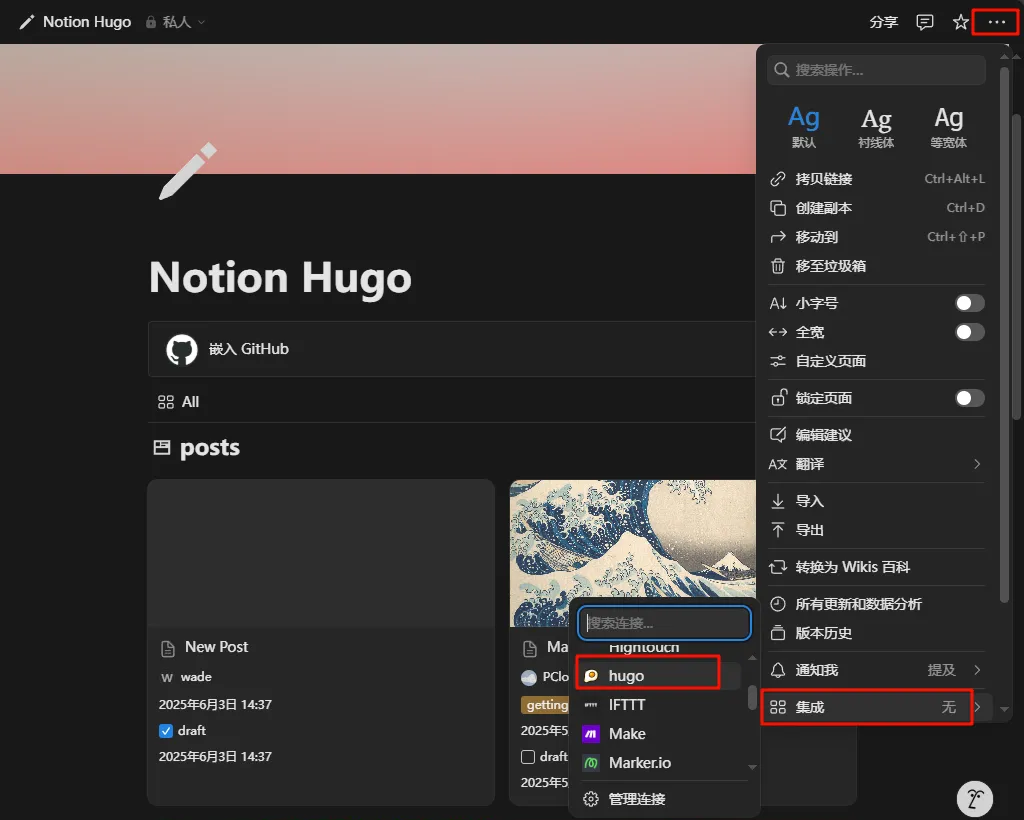 Notion Hugo
私人
分享
搜索操作...
Ag
默认
Ag
衬线体
Ag
等宽体
拷贝链接 Ctrl+Alt+L
创建副本 Ctrl+D
移动到 Ctrl+⇧+P
移至垃圾箱
小字号
全宽
自定义页面
锁定页面
编辑建议
翻译
导入
导出
转换为 Wikis 百科
所有更新和数据分析
版本历史
通知我 提及
集成 无
Notion Hugo
嵌入 GitHub
All
posts
New Post
W wade
2025年6月3日 14:37
draft
2025年6月3日 14:37
Ma
PClo
getting
2025年5
draft
2025年5
搜索连接...
Hightouch
hugo
IFTTT
Make
Marker.io
管理连接